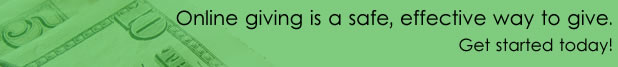 Online giving is a safe, effective way to give.
Get started today!